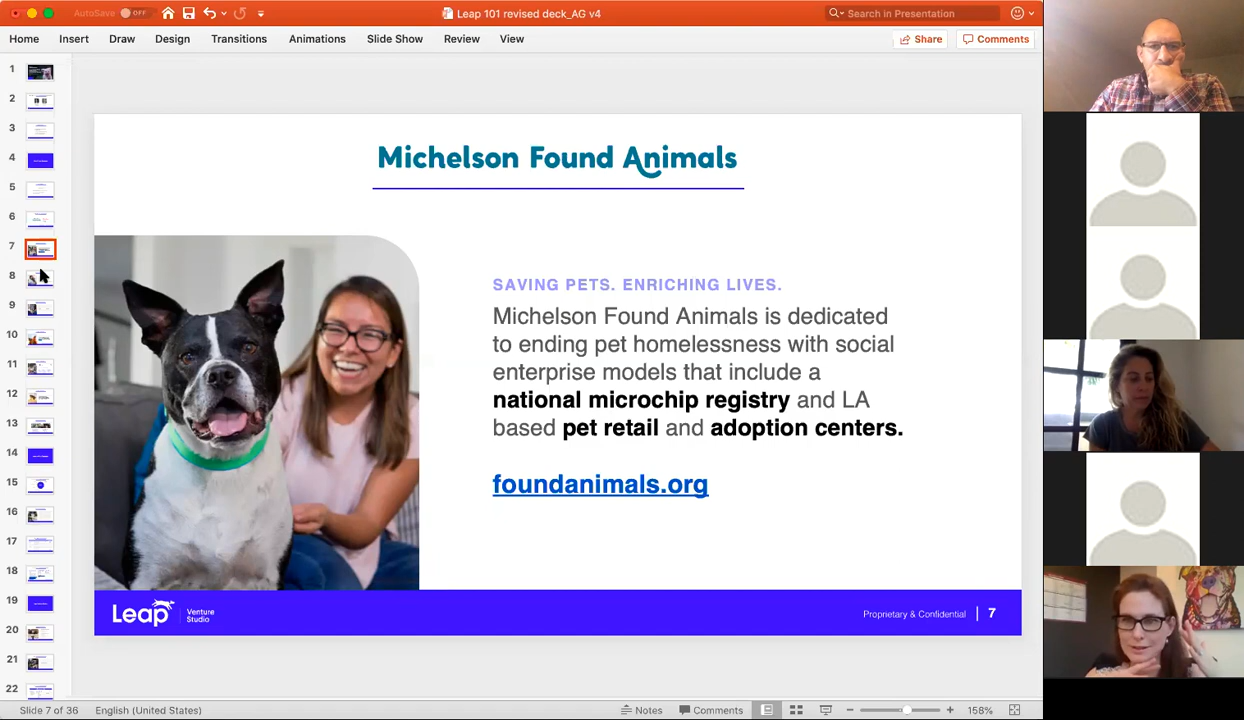 AutoSave OFF
Leap 101 revised deck_AG v4
Search in Presentation
Home Insert Draw Design Transitions Animations Slide Show Review View
Share Comments
1
2
3
4
5
6
7
8
9
10
11
12
13
14
15
16
17
18
19
20
21
22
Michelson Found Animals
SAVING PETS. ENRICHING LIVES.
Michelson Found Animals is dedicated
to ending pet homelessness with social
enterprise models that include a
national microchip registry and LA
based pet retail and adoption centers.
foundanimals.org
Leap Venture
Studio
Proprietary & Confidential | 7
Slide 7 of 36 English (United States) Notes Comments 158%